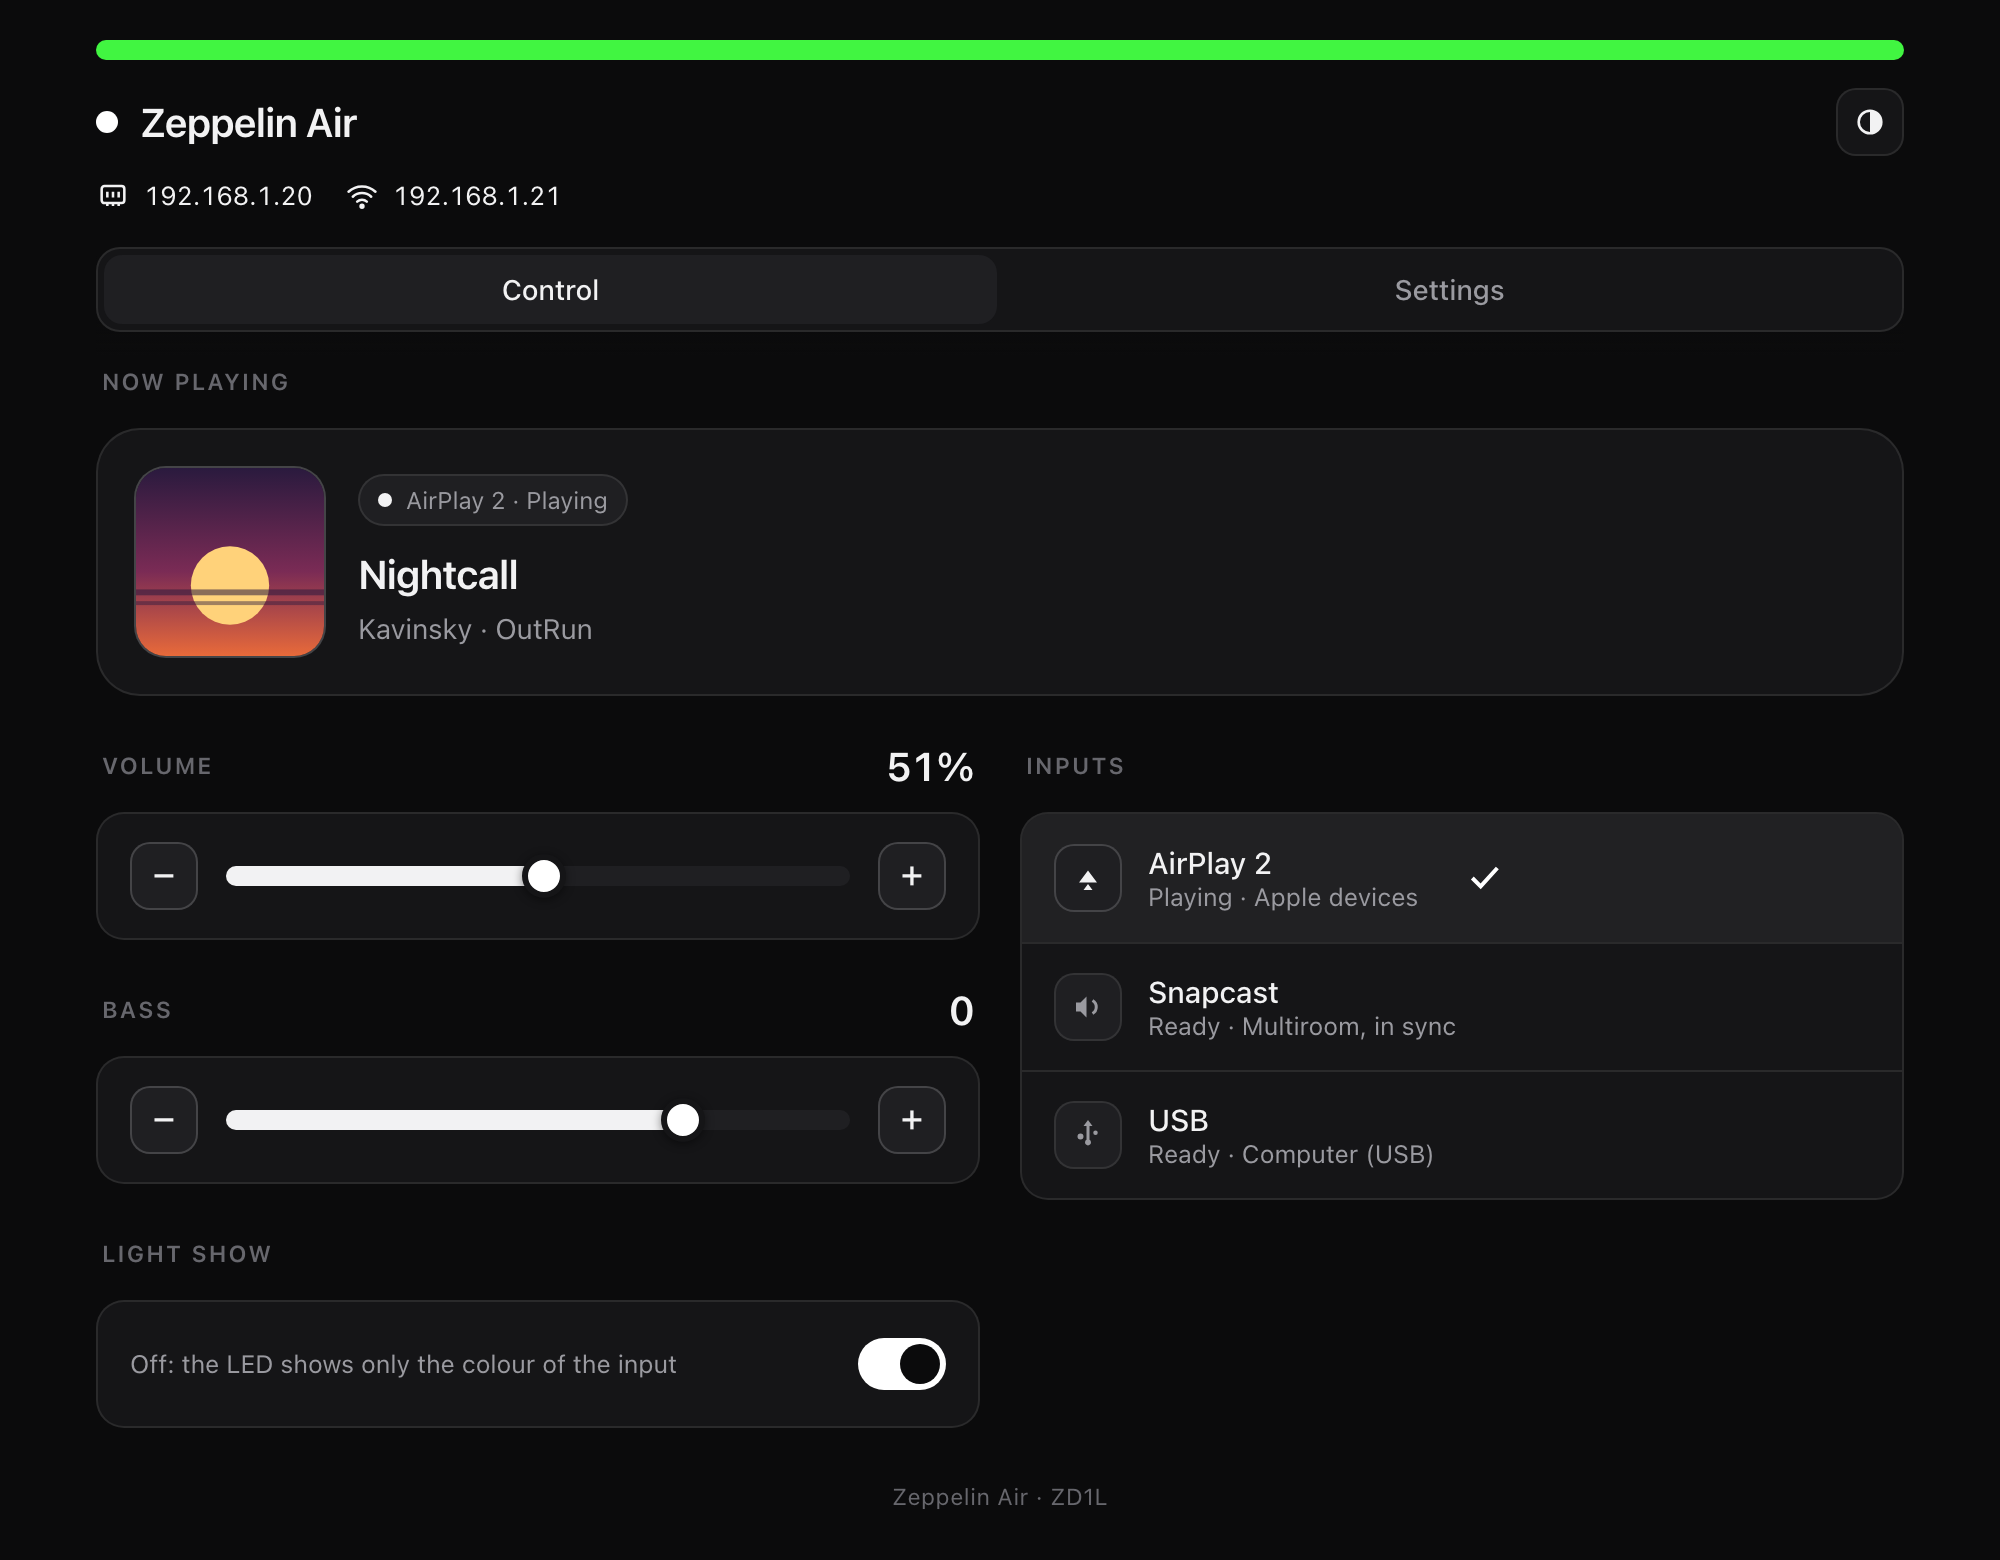 Zeppelin Air
192.168.1.20 192.168.1.21
Control Settings
NOW PLAYING
AirPlay 2 · Playing
Nightcall
Kavinsky · OutRun
VOLUME 51%
BASS 0
LIGHT SHOW
Off: the LED shows only the colour of the input
INPUTS
AirPlay 2
Playing · Apple devices
Snapcast
Ready · Multiroom, in sync
USB
Ready · Computer (USB)
Zeppelin Air · ZD1L